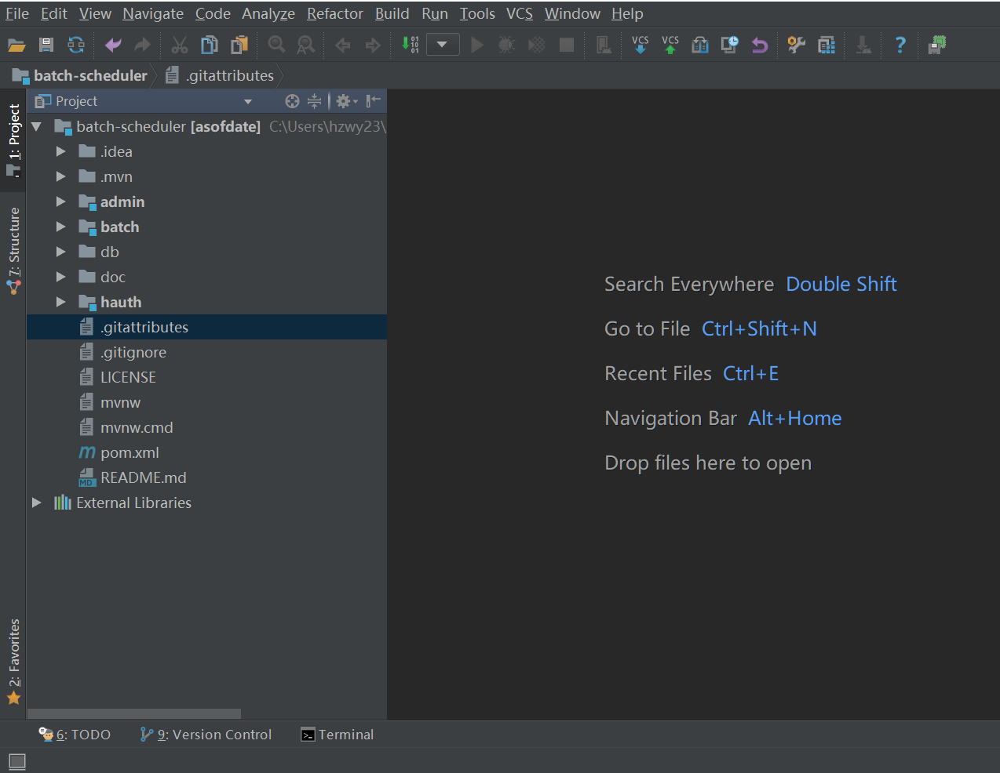 File Edit View Navigate Code Analyze Refactor Build Run Tools VCS Window Help
VCS VCS
batch-scheduler .gitattributes
1: Project
7: Structure
2: Favorites
Project
batch-scheduler [asofdate] C:\Users\hzwy23\
.idea
.mvn
admin
batch
db
doc
hauth
.gitattributes
.gitignore
LICENSE
mvnw
mvnw.cmd
pom.xml
README.md
External Libraries
Search Everywhere Double Shift
Go to File Ctrl+Shift+N
Recent Files Ctrl+E
Navigation Bar Alt+Home
Drop files here to open
6: TODO 9: Version Control Terminal